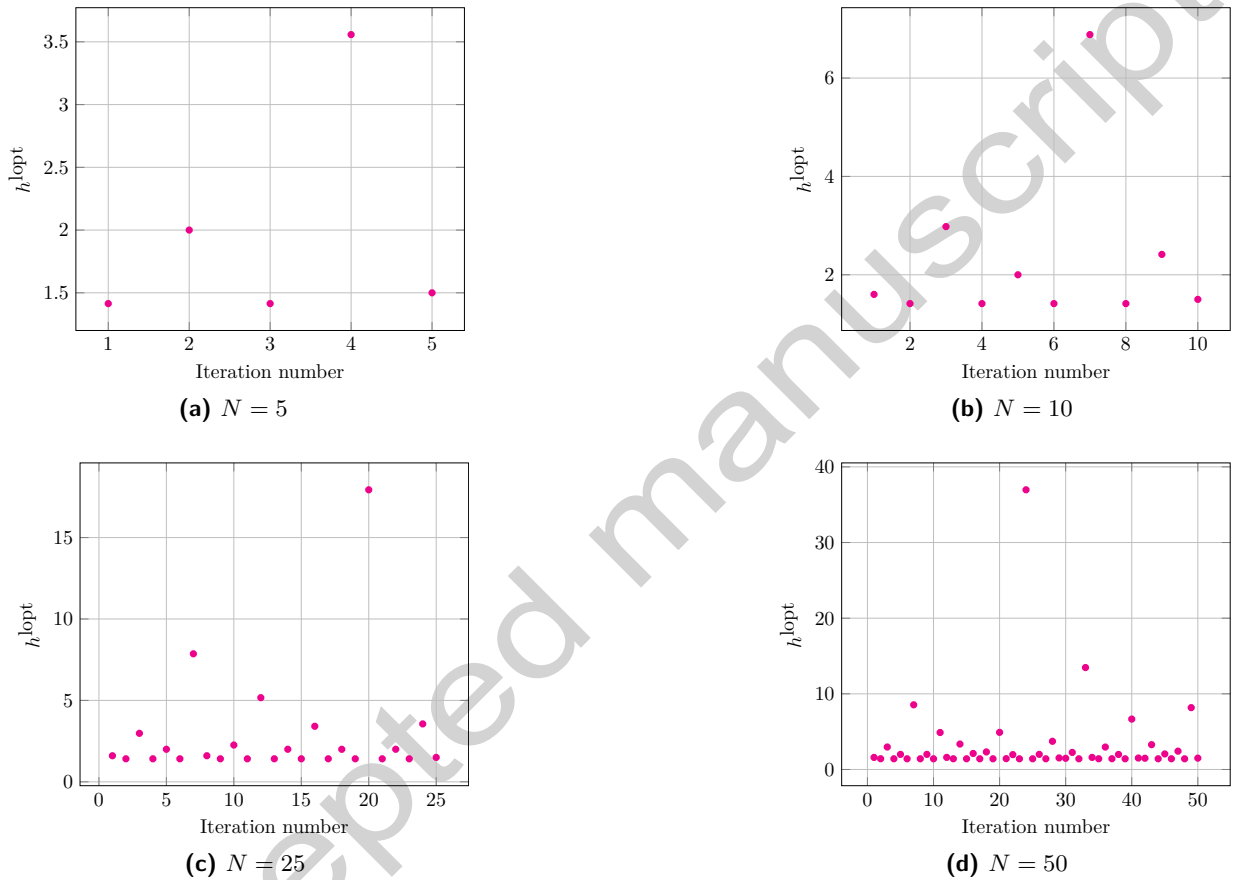 3.5
3
2.5
2
1.5
h^lopt
1 2 3 4 5
Iteration number
(a) N = 5
6
4
2
h^lopt
2 4 6 8 10
Iteration number
(b) N = 10
15
10
5
0
h^lopt
0 5 10 15 20 25
Iteration number
(c) N = 25
40
30
20
10
0
h^lopt
0 10 20 30 40 50
Iteration number
(d) N = 50
epted manuscript